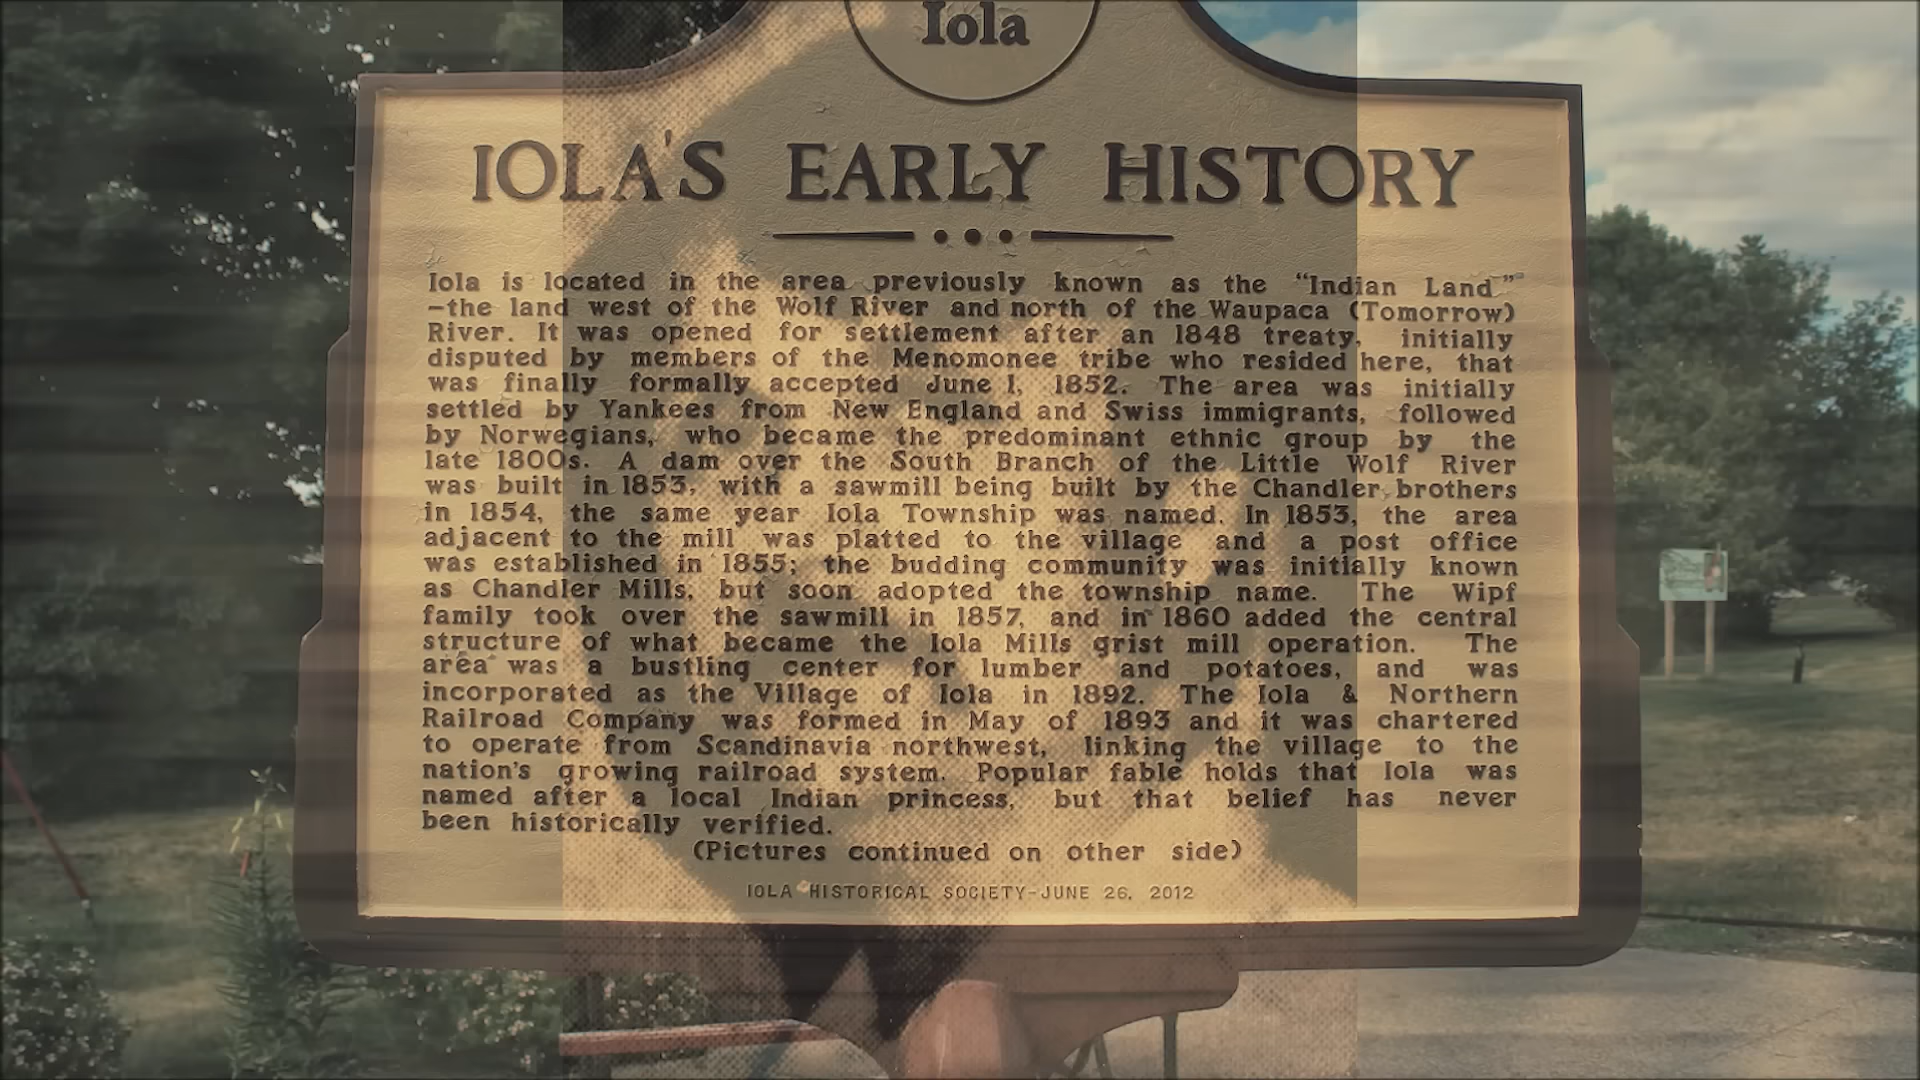 Iola
IOLA'S EARLY HISTORY
Iola is located in the area previously known as the “Indian Land”
–the land west of the Wolf River and north of the Waupaca (Tomorrow)
River. It was opened for settlement after an 1848 treaty, initially
disputed by members of the Menomonee tribe who resided here, that
was finally formally accepted June 1, 1852. The area was initially
settled by Yankees from New England and Swiss immigrants, followed
by Norwegians, who became the predominant ethnic group by the
late 1800s. A dam over the South Branch of the Little Wolf River
was built in 1853, with a sawmill being built by the Chandler brothers
in 1854, the same year Iola Township was named. In 1853, the area
adjacent to the mill was platted to the village and a post office
was established in 1855; the budding community was initially known
as Chandler Mills, but soon adopted the township name. The Wipf
family took over the sawmill in 1857, and in 1860 added the central
structure of what became the Iola Mills grist mill operation. The
area was a bustling center for lumber and potatoes, and was
incorporated as the Village of Iola in 1892. The Iola & Northern
Railroad Company was formed in May of 1893 and it was chartered
to operate from Scandinavia northwest, linking the village to the
nation's growing railroad system. Popular fable holds that Iola was
named after a local Indian princess, but that belief has never
been historically verified.
(Pictures continued on other side)
IOLA HISTORICAL SOCIETY-JUNE 26, 2012